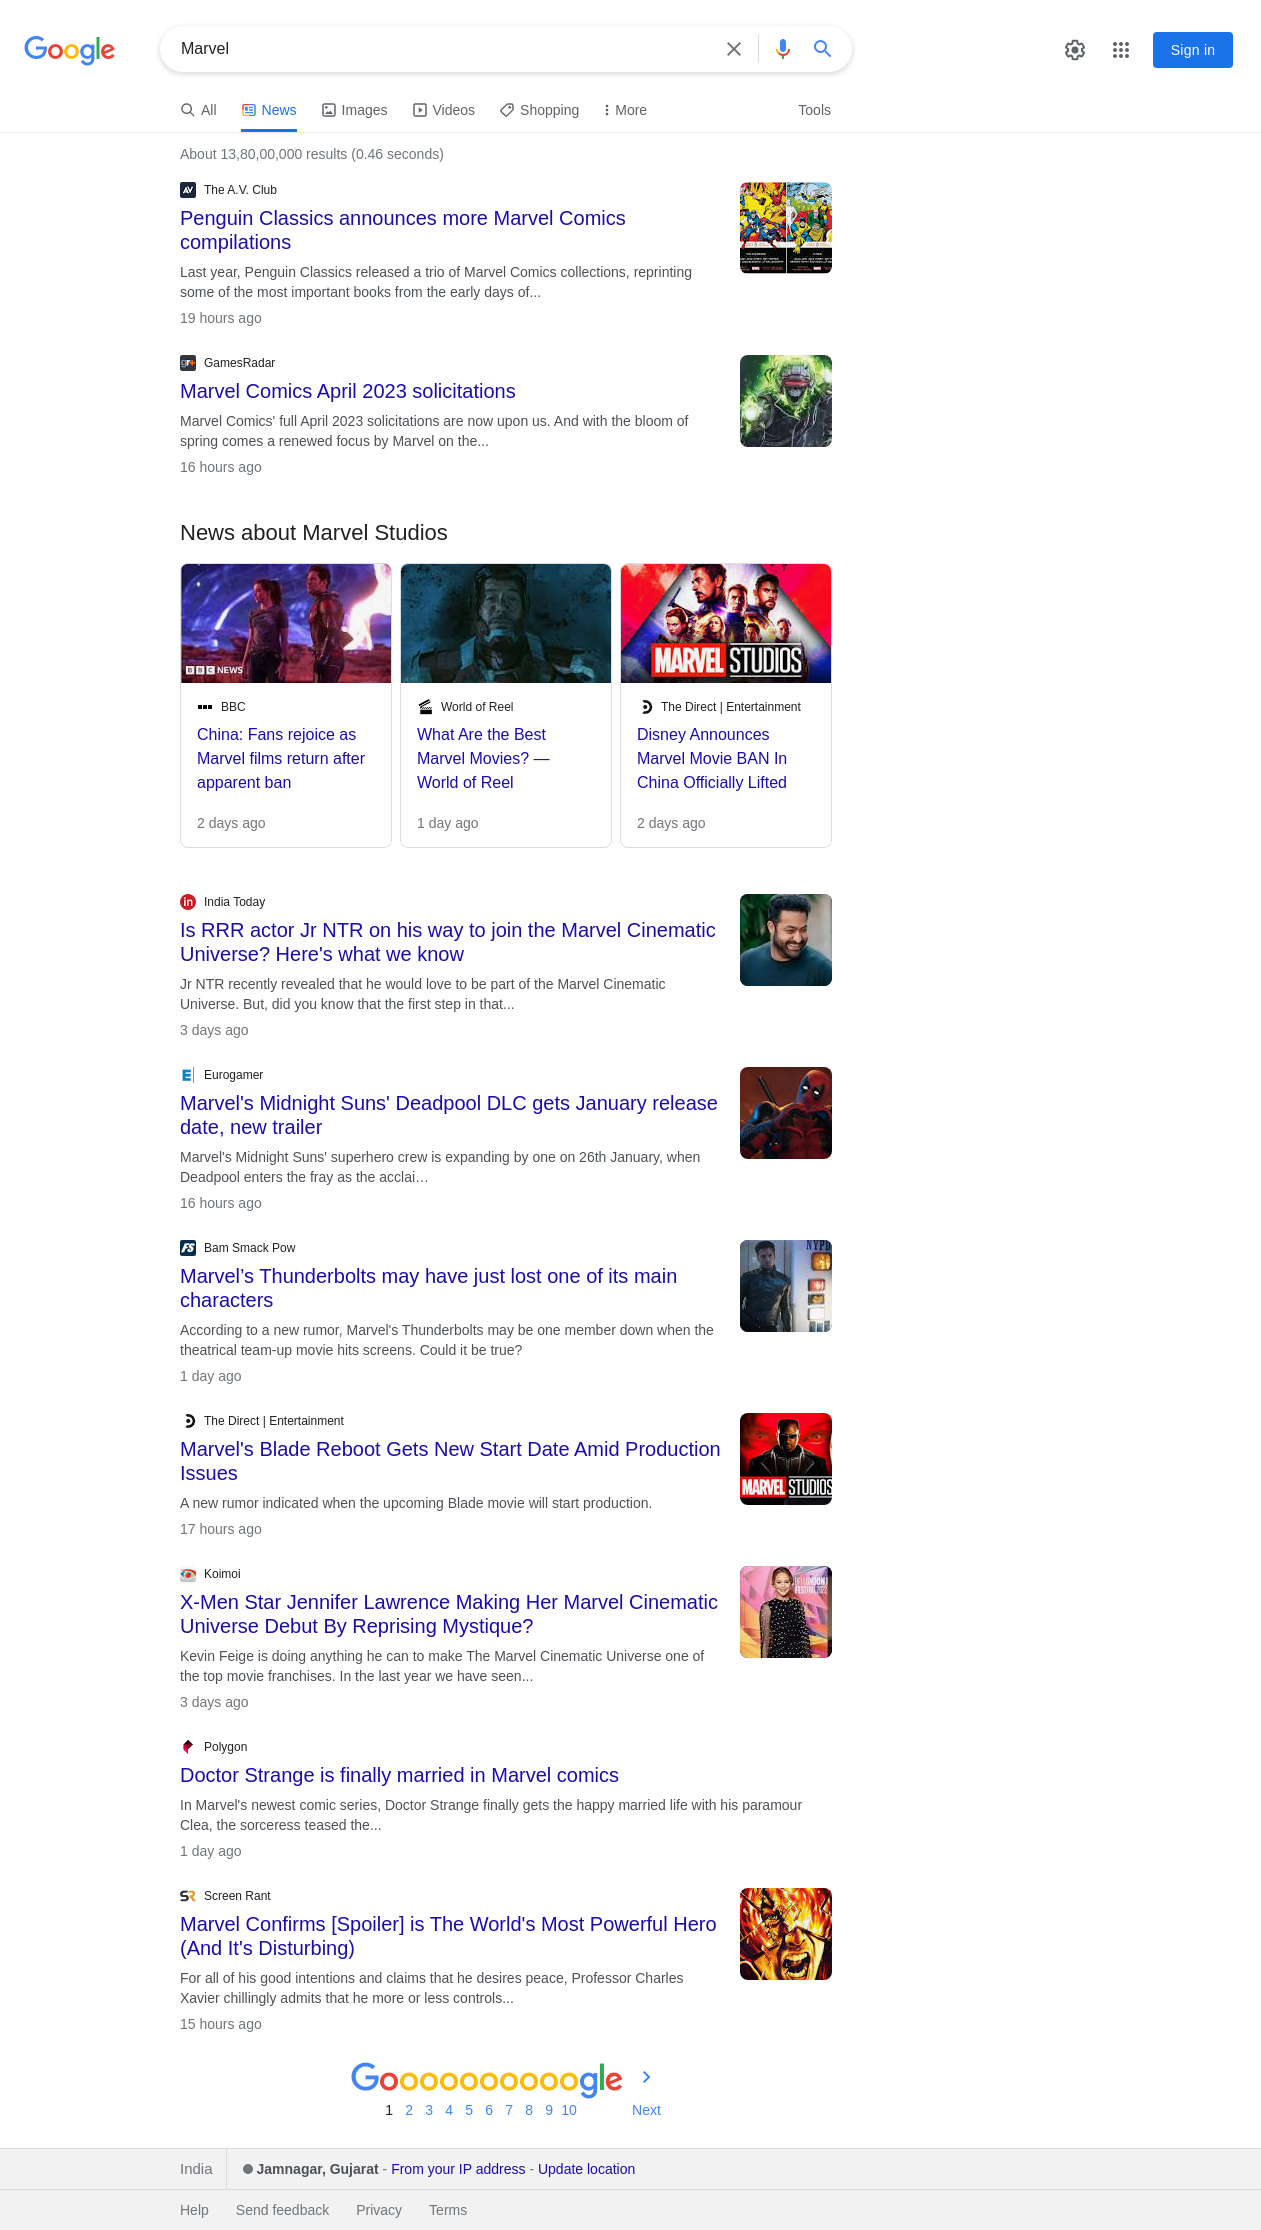 Google
Marvel
Sign in
All
News
Images
Videos
Shopping
More
Tools
About 13,80,00,000 results (0.46 seconds)
The A.V. Club
Penguin Classics announces more Marvel Comics
compilations
Last year, Penguin Classics released a trio of Marvel Comics collections, reprinting
some of the most important books from the early days of...
19 hours ago
GamesRadar
Marvel Comics April 2023 solicitations
Marvel Comics' full April 2023 solicitations are now upon us. And with the bloom of
spring comes a renewed focus by Marvel on the...
16 hours ago
News about Marvel Studios
BBC NEWS
BBC
China: Fans rejoice as
Marvel films return after
apparent ban
2 days ago
World of Reel
What Are the Best
Marvel Movies? —
World of Reel
1 day ago
MARVEL STUDIOS
The Direct | Entertainment
Disney Announces
Marvel Movie BAN In
China Officially Lifted
2 days ago
India Today
Is RRR actor Jr NTR on his way to join the Marvel Cinematic
Universe? Here's what we know
Jr NTR recently revealed that he would love to be part of the Marvel Cinematic
Universe. But, did you know that the first step in that...
3 days ago
Eurogamer
Marvel's Midnight Suns' Deadpool DLC gets January release
date, new trailer
Marvel's Midnight Suns' superhero crew is expanding by one on 26th January, when
Deadpool enters the fray as the acclai…
16 hours ago
Bam Smack Pow
Marvel’s Thunderbolts may have just lost one of its main
characters
According to a new rumor, Marvel's Thunderbolts may be one member down when the
theatrical team-up movie hits screens. Could it be true?
1 day ago
NYPD
The Direct | Entertainment
Marvel's Blade Reboot Gets New Start Date Amid Production
Issues
A new rumor indicated when the upcoming Blade movie will start production.
17 hours ago
MARVEL STUDIOS
Koimoi
X-Men Star Jennifer Lawrence Making Her Marvel Cinematic
Universe Debut By Reprising Mystique?
Kevin Feige is doing anything he can to make The Marvel Cinematic Universe one of
the top movie franchises. In the last year we have seen...
3 days ago
Polygon
Doctor Strange is finally married in Marvel comics
In Marvel's newest comic series, Doctor Strange finally gets the happy married life with his paramour
Clea, the sorceress teased the...
1 day ago
Screen Rant
Marvel Confirms [Spoiler] is The World's Most Powerful Hero
(And It's Disturbing)
For all of his good intentions and claims that he desires peace, Professor Charles
Xavier chillingly admits that he more or less controls...
15 hours ago
Goooooooooogle
1 2 3 4 5 6 7 8 9 10 Next
India
Jamnagar, Gujarat - From your IP address - Update location
Help Send feedback Privacy Terms